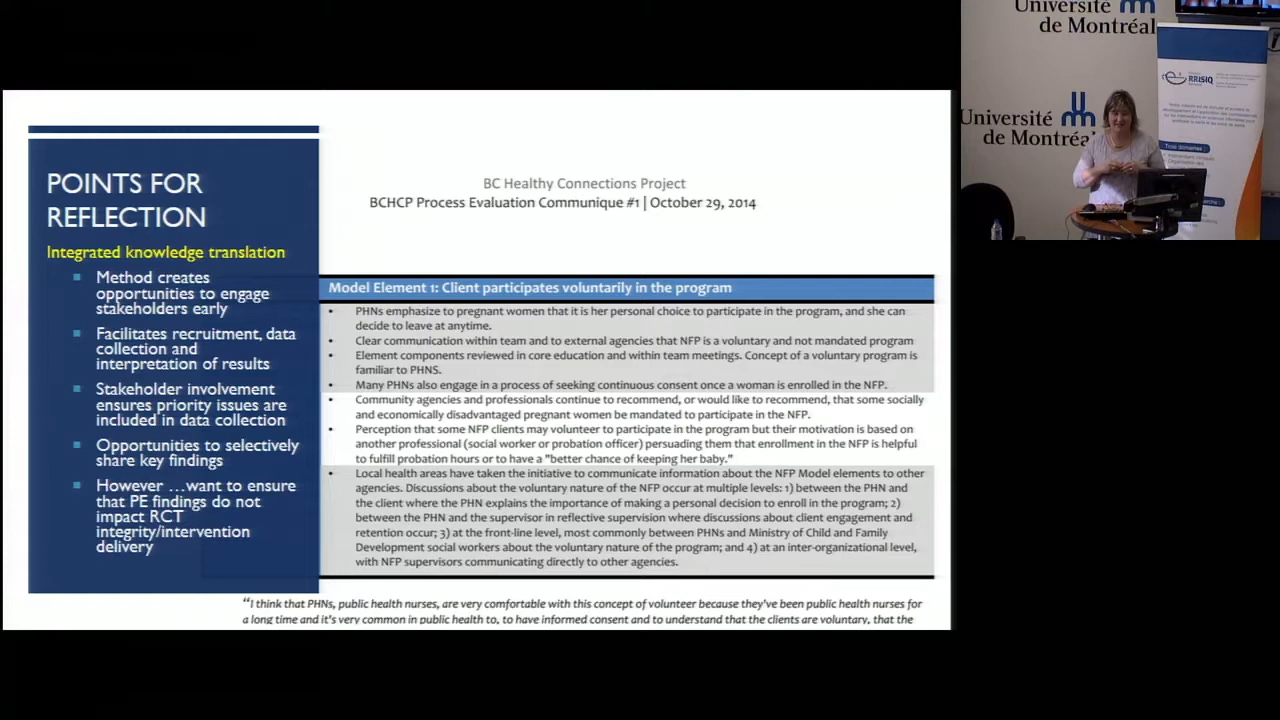 POINTS FOR
REFLECTION
Integrated knowledge translation
Method creates
opportunities to engage
stakeholders early
Facilitates recruitment, data
collection and
interpretation of results
Stakeholder involvement
ensures priority issues are
included in data collection
Opportunities to selectively
share key findings
However …want to ensure
that PE findings do not
impact RCT
integrity/intervention
delivery
BC Healthy Connections Project
BCHCP Process Evaluation Communique #1 | October 29, 2014
Model Element 1: Client participates voluntarily in the program
• PHNs emphasize to pregnant women that it is her personal choice to participate in the program, and she can
decide to leave at anytime.
• Clear communication within team and to external agencies that NFP is a voluntary and not mandated program
• Element components reviewed in core education and within team meetings. Concept of a voluntary program is
familiar to PHNS.
• Many PHNs also engage in a process of seeking continuous consent once a woman is enrolled in the NFP.
• Community agencies and professionals continue to recommend, or would like to recommend, that some socially
and economically disadvantaged pregnant women be mandated to participate in the NFP.
• Perception that some NFP clients may volunteer to participate in the program but their motivation is based on
another professional (social worker or probation officer) persuading them that enrollment in the NFP is helpful
to fulfill probation hours or to have a "better chance of keeping her baby."
• Local health areas have taken the initiative to communicate information about the NFP Model elements to other
agencies. Discussions about the voluntary nature of the NFP occur at multiple levels: 1) between the PHN and
the client where the PHN explains the importance of making a personal decision to enroll in the program; 2)
between the PHN and the supervisor in reflective supervision where discussions about client engagement and
retention occur; 3) at the front-line level, most commonly between PHNs and Ministry of Child and Family
Development social workers about the voluntary nature of the program; and 4) at an inter-organizational level,
with NFP supervisors communicating directly to other agencies.
“I think that PHNs, public health nurses, are very comfortable with this concept of volunteer because they've been public health nurses for
a long time and it's very common in public health to, to have informed consent and to understand that the clients are voluntary, that the
Université
de Montréal
Université
de Montréal
RRISIQ
Trois domaines :